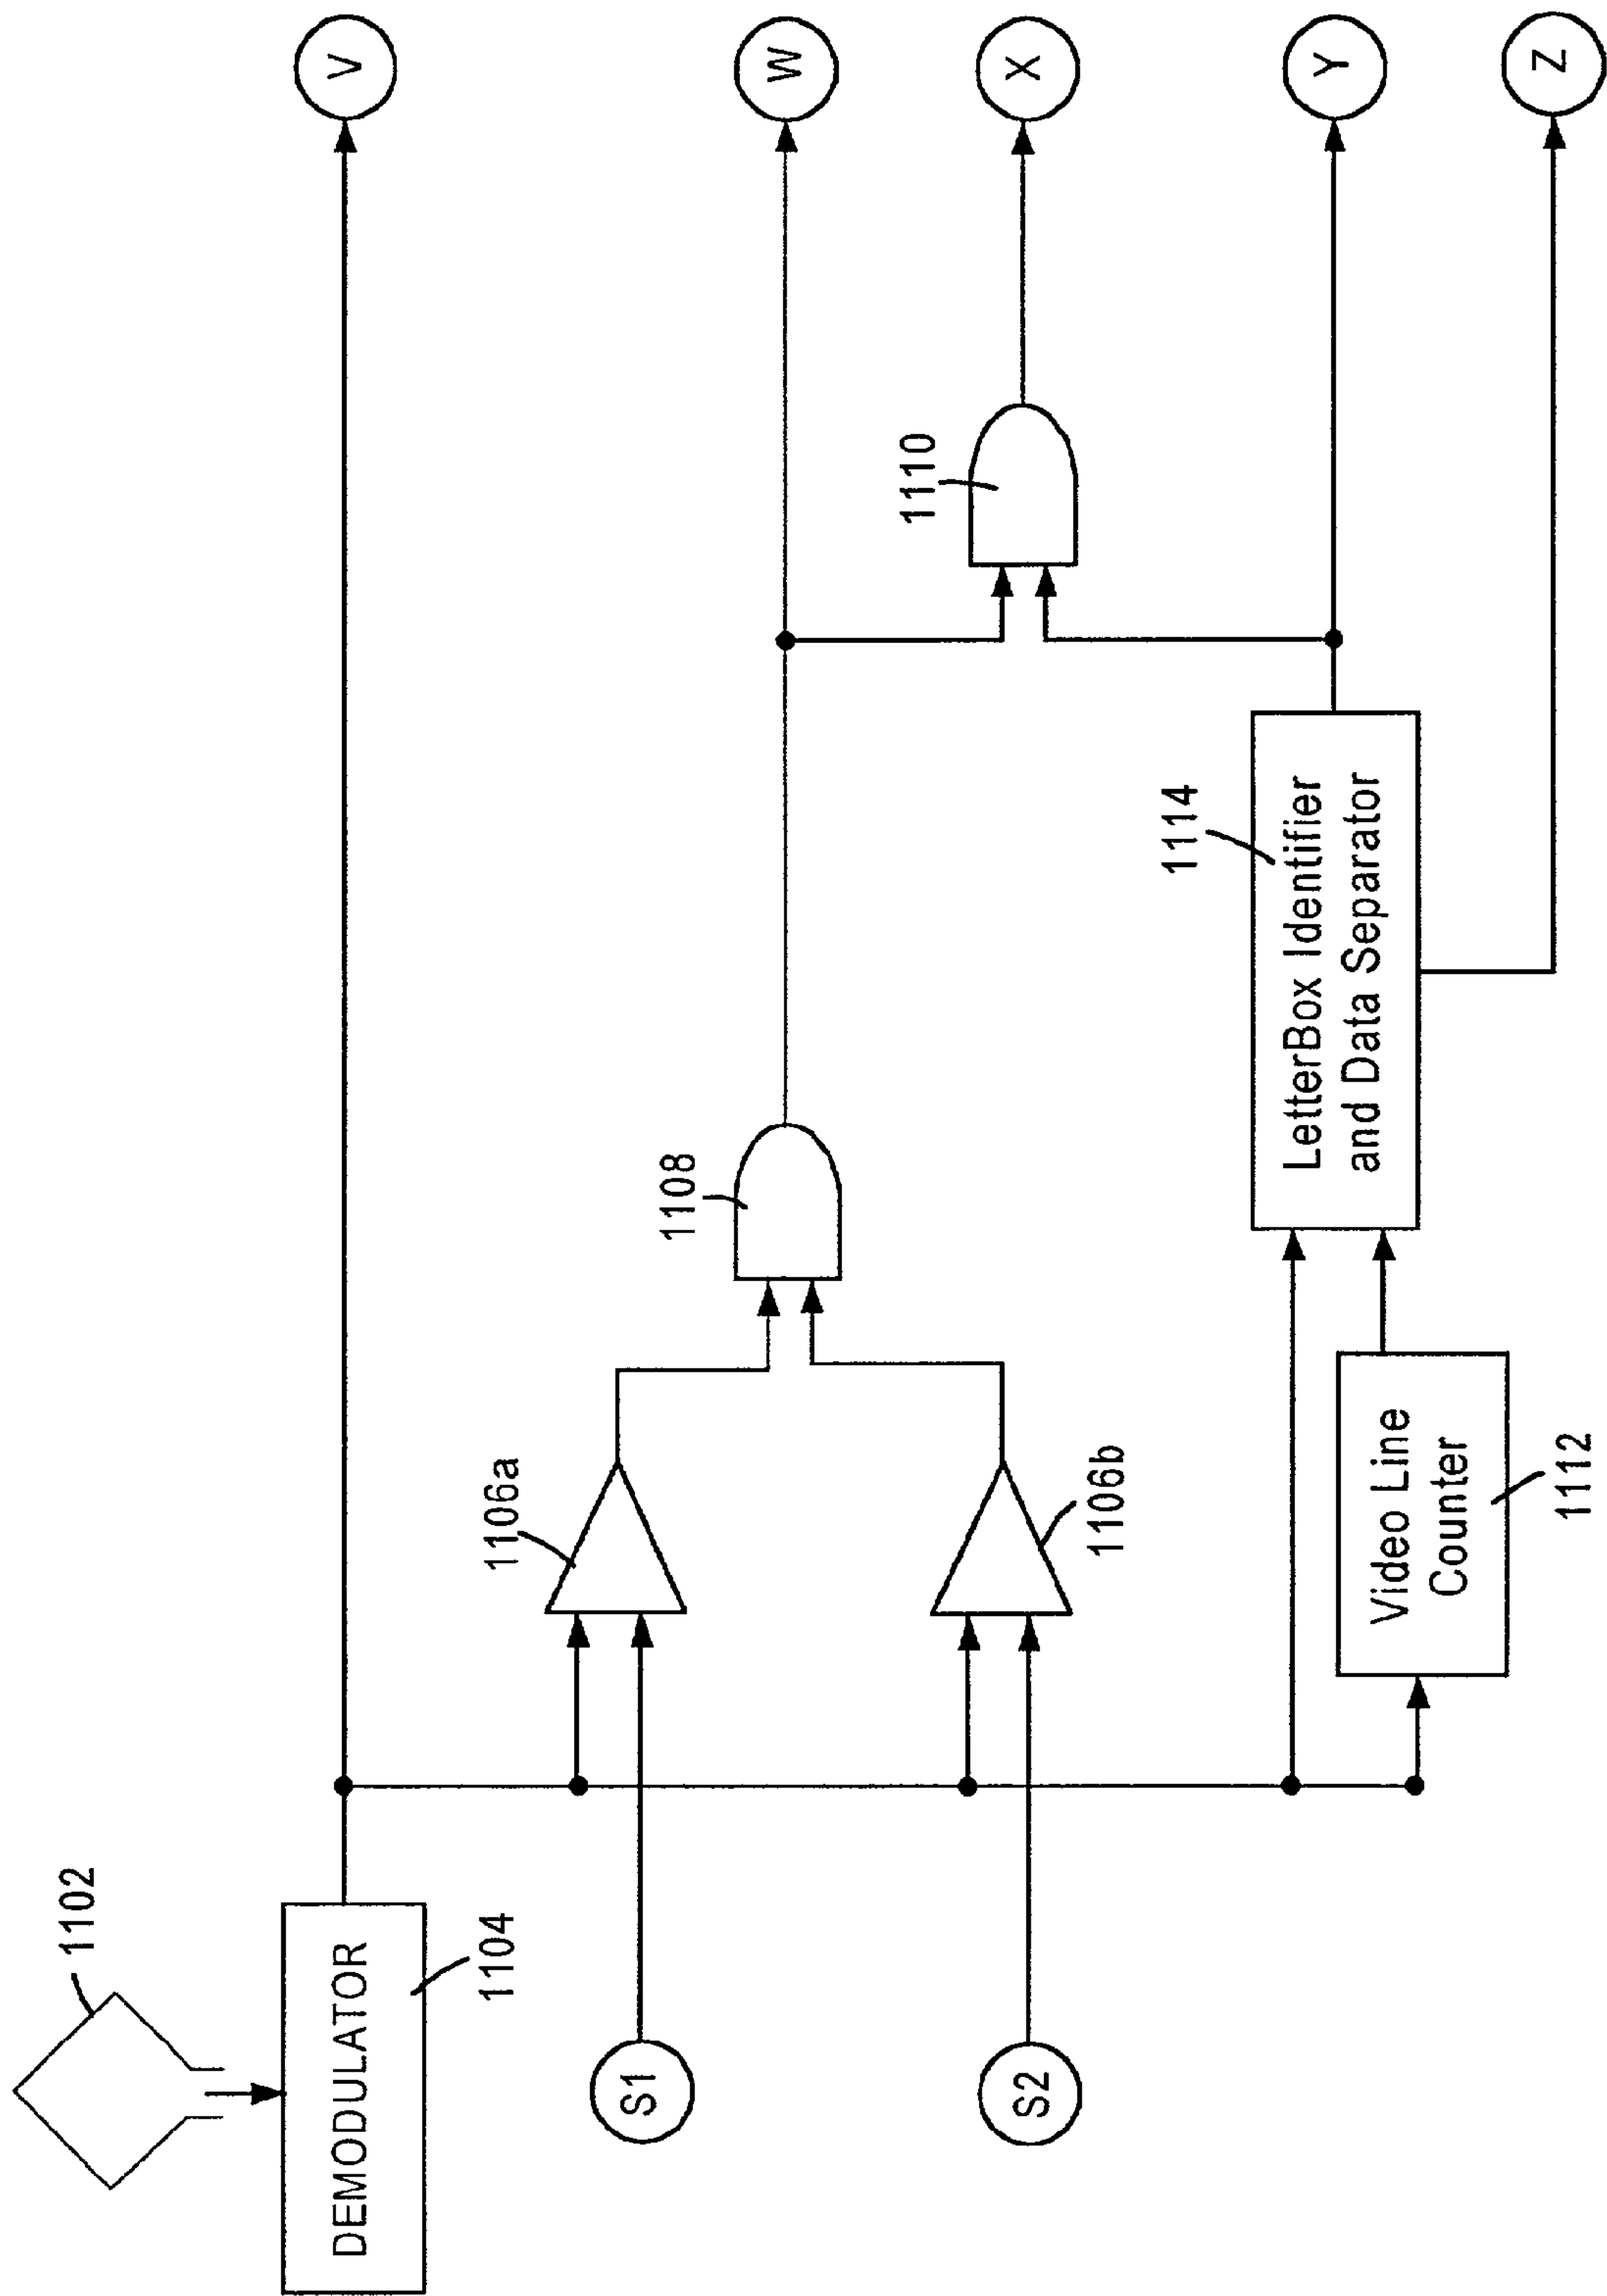 1102
DEMODULATOR
1104
V
S1
1106a
S2
1106b
1108
W
1110
X
Video Line
Counter
1112
1114
LetterBox Identifier
and Data Separator
Y
Z